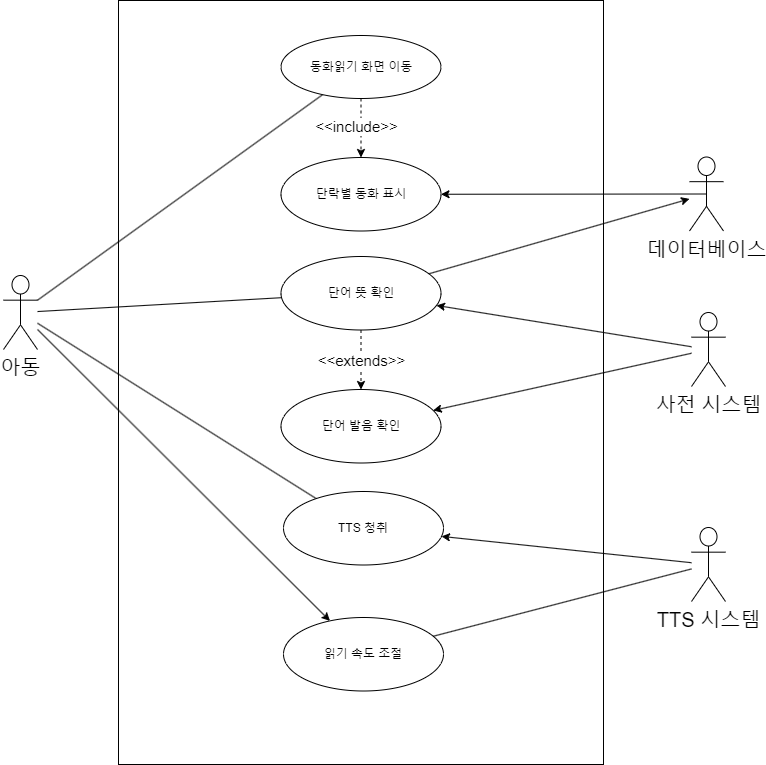 동화읽기 화면 이동
<<include>>
단락별 동화 표시
데이터베이스
단어 뜻 확인
아동
<<extends>>
사전 시스템
단어 발음 확인
TTS 청취
TTS 시스템
읽기 속도 조절